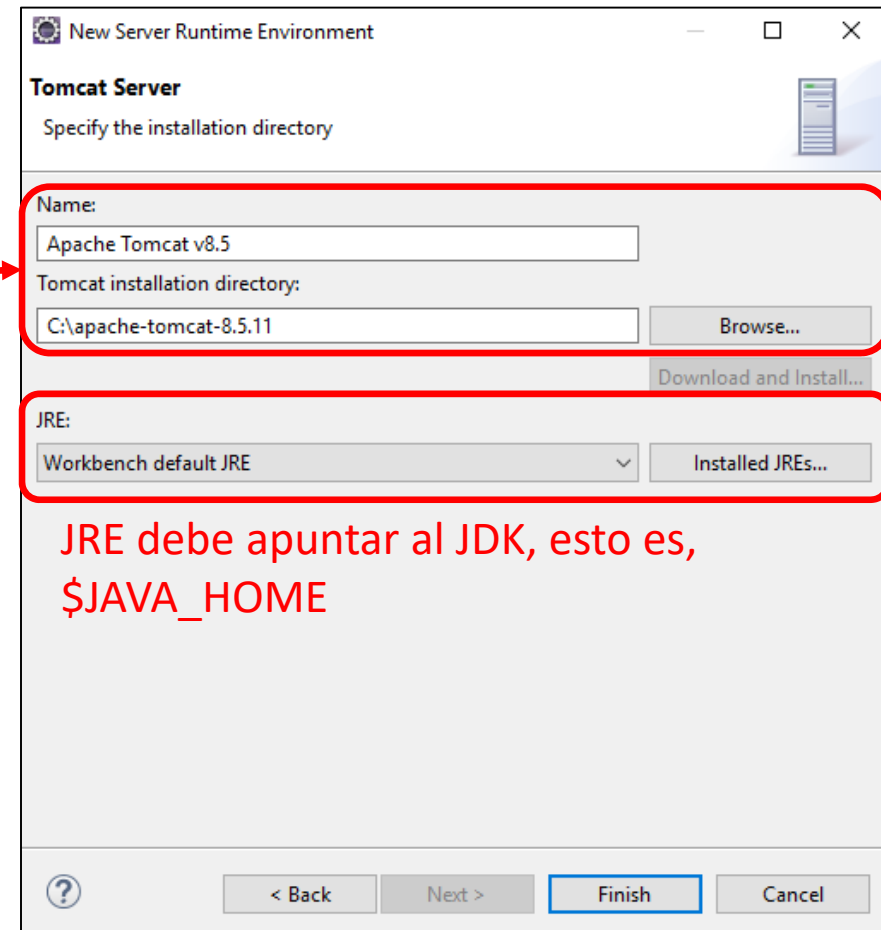 New Server Runtime Environment
Tomcat Server
Specify the installation directory
Name:
Apache Tomcat v8.5
Tomcat installation directory:
C:\apache-tomcat-8.5.11
Browse...
Download and Install...
JRE:
Workbench default JRE
Installed JREs...
JRE debe apuntar al JDK, esto es,
$JAVA_HOME
?
< Back
Next >
Finish
Cancel